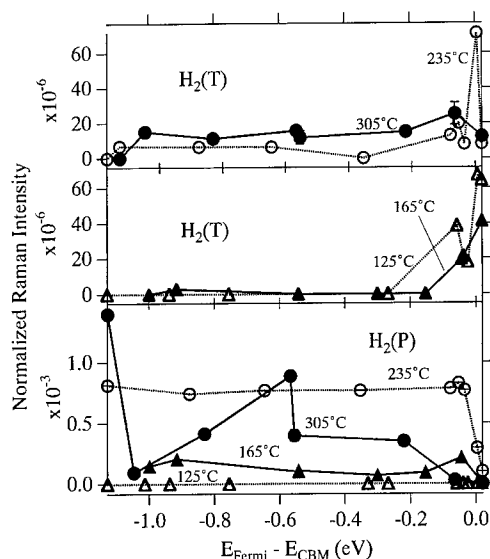 Normalized Raman Intensity
x10⁻⁶
60
40
20
0
H₂(T)
235°C
305°C
x10⁻⁶
60
40
20
0
H₂(T)
165°C
125°C
x10⁻³
1.0
0.5
0.0
H₂(P)
235°C
305°C
165°C
125°C
-1.0
-0.8
-0.6
-0.4
-0.2
0.0
E_Fermi - E_CBM (eV)